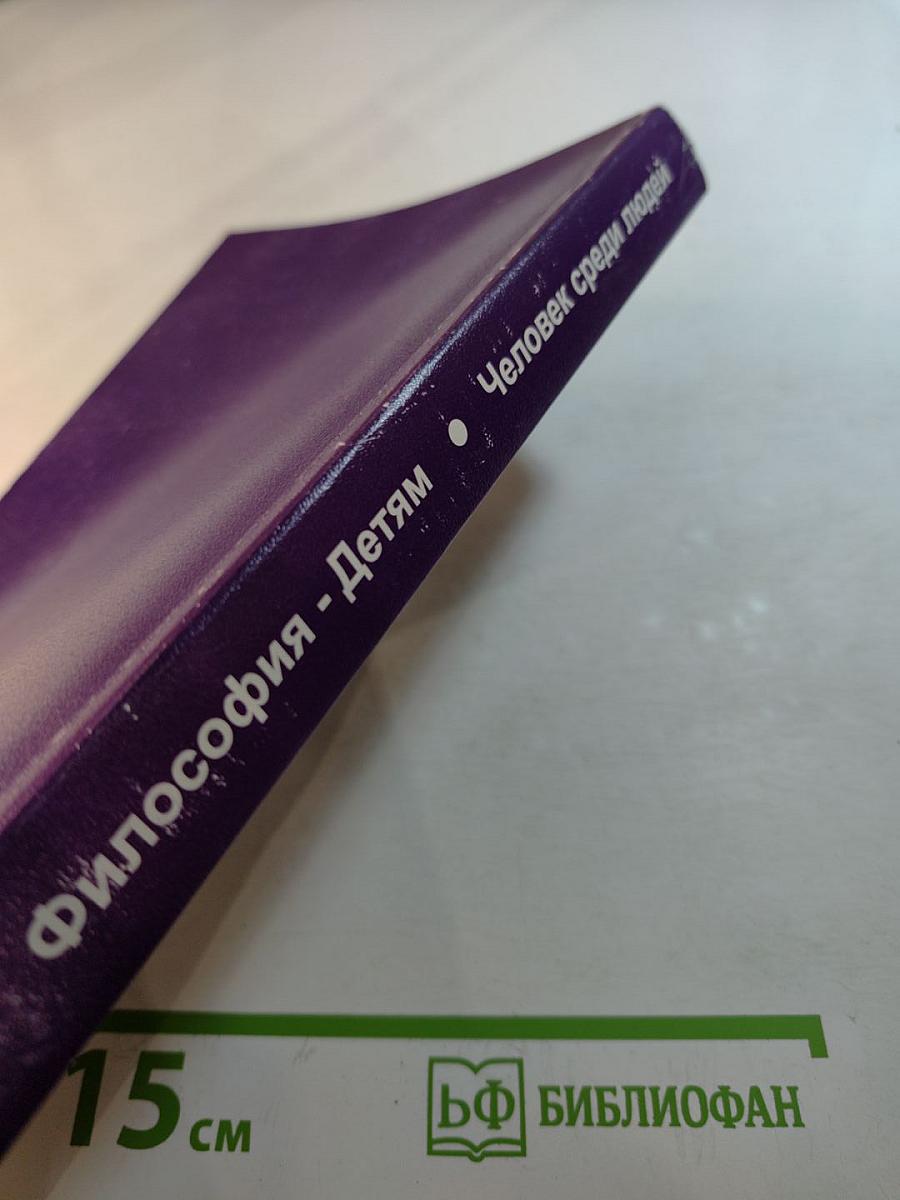 Философия - Детям • Человек среди людей
15 см
ЬФ БИБЛИОФАН